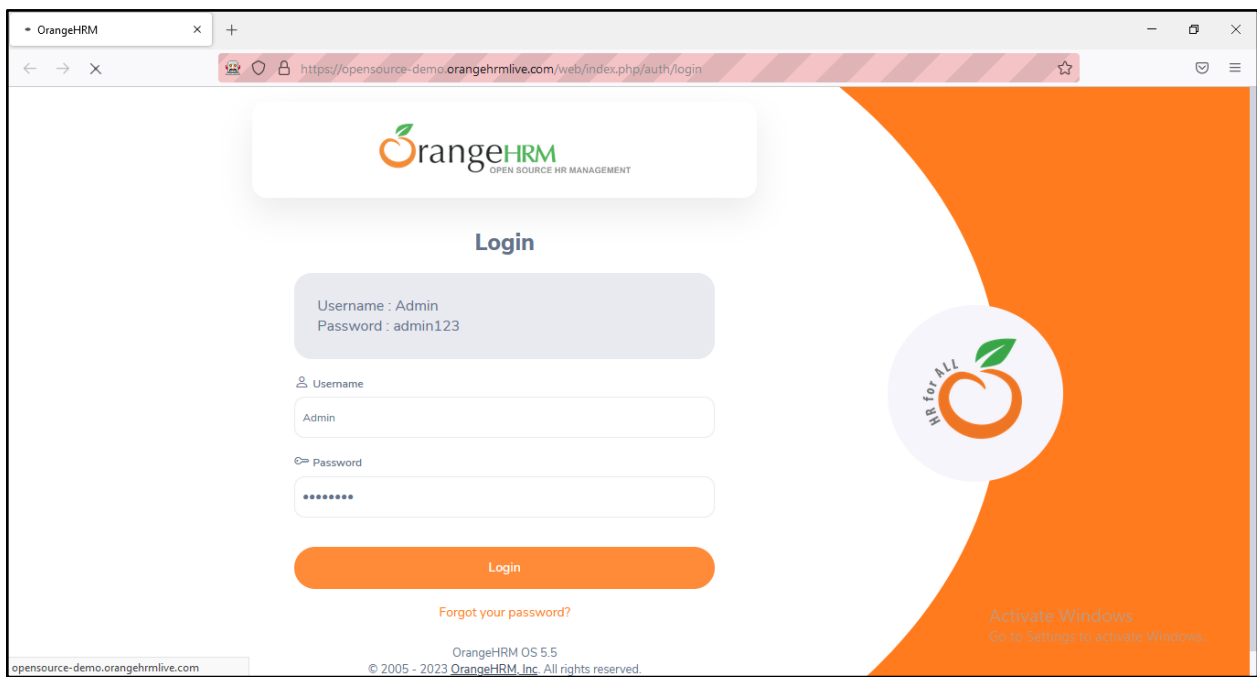 OrangeHRM
https://opensource-demo.orangehrmlive.com/web/index.php/auth/login
OrangeHRM
OPEN SOURCE HR MANAGEMENT
Login
Username : Admin
Password : admin123
Username
Admin
Password
••••••••
Login
Forgot your password?
OrangeHRM OS 5.5
© 2005 - 2023 OrangeHRM, Inc. All rights reserved.
HR for ALL
Activate Windows
Go to Settings to activate Windows.
opensource-demo.orangehrmlive.com